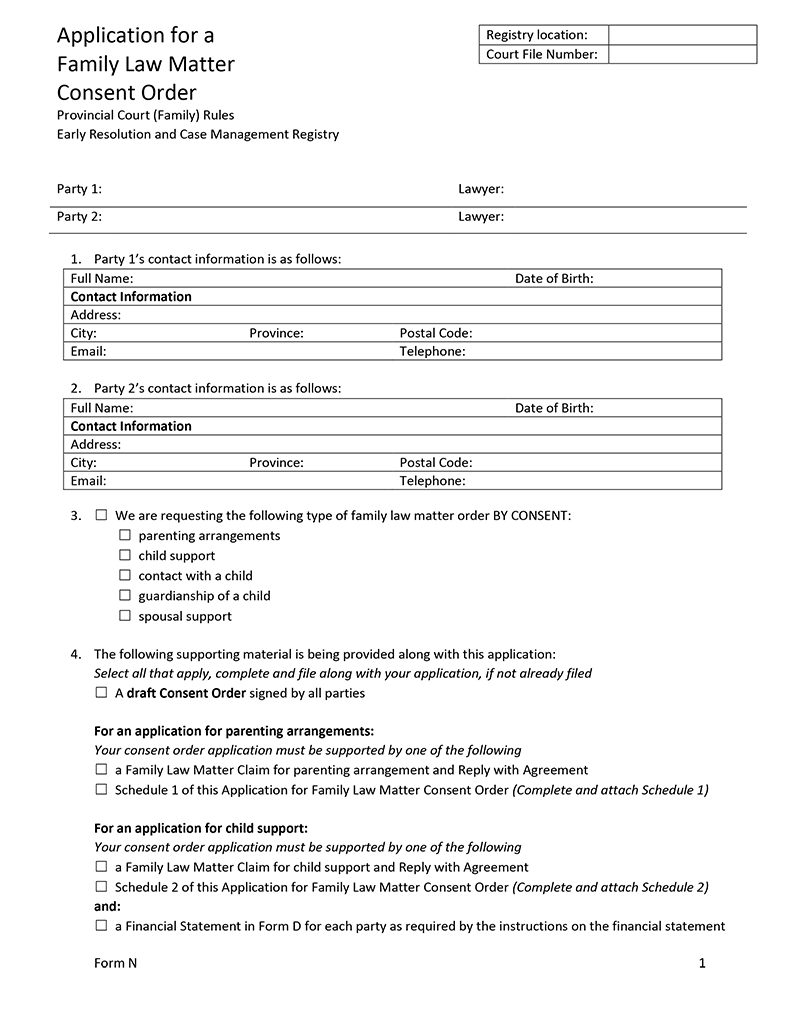 Application for a
Family Law Matter
Consent Order
Provincial Court (Family) Rules
Early Resolution and Case Management Registry
Registry location:
Court File Number:
Party 1: Lawyer:
Party 2: Lawyer:
1. Party 1’s contact information is as follows:
Full Name: Date of Birth:
Contact Information
Address:
City: Province: Postal Code:
Email: Telephone:
2. Party 2’s contact information is as follows:
Full Name: Date of Birth:
Contact Information
Address:
City: Province: Postal Code:
Email: Telephone:
3. ☐ We are requesting the following type of family law matter order BY CONSENT:
☐ parenting arrangements
☐ child support
☐ contact with a child
☐ guardianship of a child
☐ spousal support
4. The following supporting material is being provided along with this application:
Select all that apply, complete and file along with your application, if not already filed
☐ A draft Consent Order signed by all parties
For an application for parenting arrangements:
Your consent order application must be supported by one of the following
☐ a Family Law Matter Claim for parenting arrangement and Reply with Agreement
☐ Schedule 1 of this Application for Family Law Matter Consent Order (Complete and attach Schedule 1)
For an application for child support:
Your consent order application must be supported by one of the following
☐ a Family Law Matter Claim for child support and Reply with Agreement
☐ Schedule 2 of this Application for Family Law Matter Consent Order (Complete and attach Schedule 2)
and:
☐ a Financial Statement in Form D for each party as required by the instructions on the financial statement
Form N 1